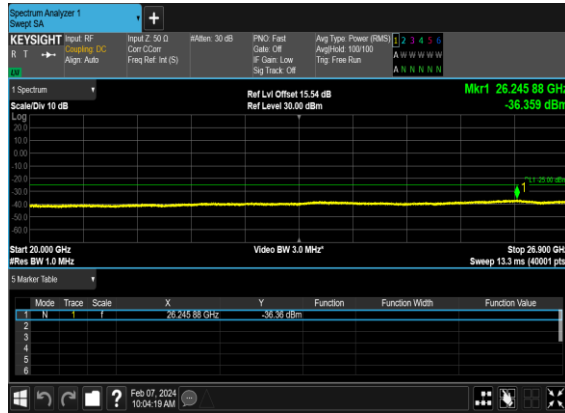 Spectrum Analyzer 1
Swept SA
+
KEYSIGHT Input: RF Input Z: 50 Ω #Atten: 30 dB PNO: Fast Avg Type: Power (RMS) 1 2 3 4 5 6
R T Coupling: DC Corr CCorr Gate: Off Avg|Hold: 100/100 A W W W W W
Align: Auto Freq Ref: Int (S) IF Gain: Low Trig: Free Run
LW Sig Track: Off A N N N N N
1 Spectrum Ref Lvl Offset 15.54 dB Mkr1 26.245 88 GHz
Scale/Div 10 dB Ref Level 30.00 dBm -36.359 dBm
Log
20.0
10.0
0.00
-10.0
-20.0
DL1 -25.00 dBm
1
-30.0
-40.0
-50.0
-60.0
Start 20.000 GHz Video BW 3.0 MHz* Stop 26.900 GHz
#Res BW 1.0 MHz Sweep 13.3 ms (40001 pts)
5 Marker Table
Mode Trace Scale X Y Function Function Width Function Value
1 N 1 f 26.245 88 GHz -36.36 dBm
2
3
4
5
6
? Feb 07, 2024
10:04:19 AM